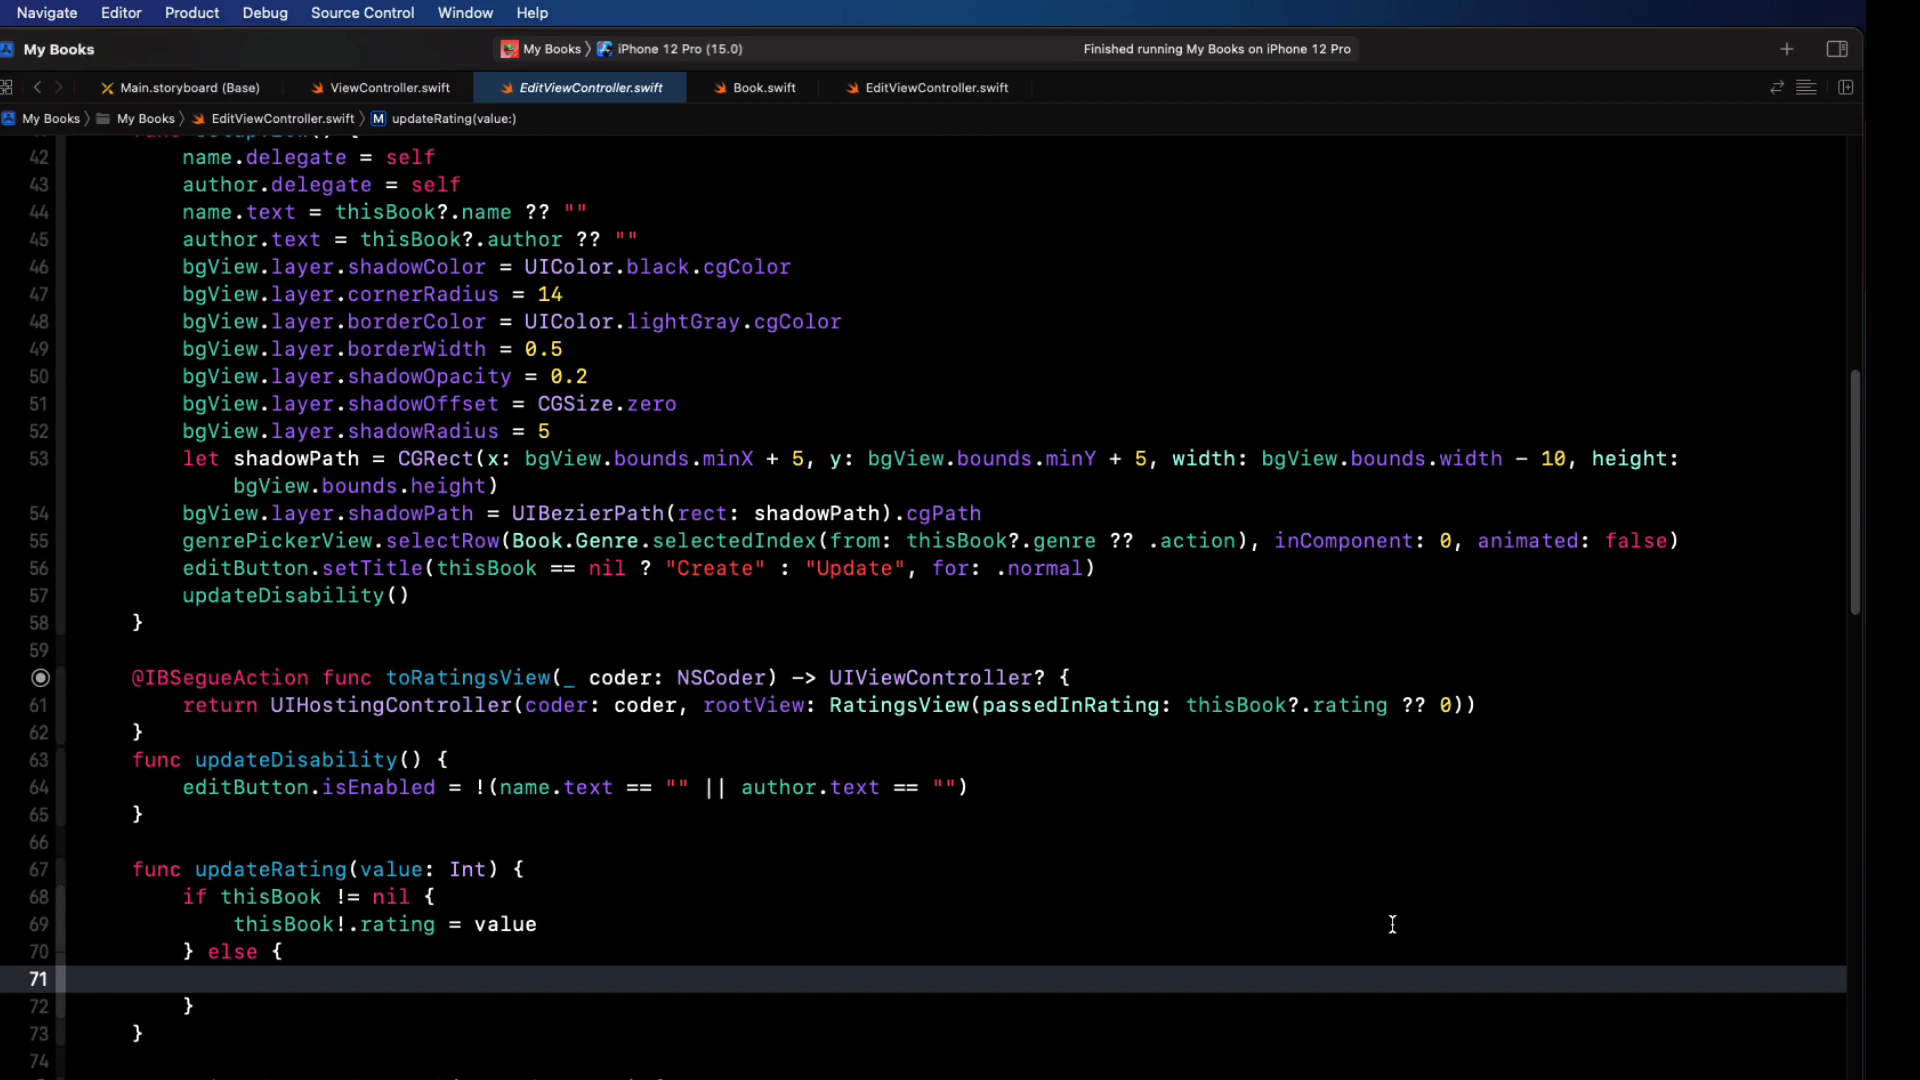 Navigate Editor Product Debug Source Control Window Help
My Books My Books iPhone 12 Pro (15.0) Finished running My Books on iPhone 12 Pro
Main.storyboard (Base) ViewController.swift EditViewController.swift Book.swift EditViewController.swift
My Books My Books EditViewController.swift M updateRating(value:)
42 name.delegate = self
43 author.delegate = self
44 name.text = thisBook?.name ?? ""
45 author.text = thisBook?.author ?? ""
46 bgView.layer.shadowColor = UIColor.black.cgColor
47 bgView.layer.cornerRadius = 14
48 bgView.layer.borderColor = UIColor.lightGray.cgColor
49 bgView.layer.borderWidth = 0.5
50 bgView.layer.shadowOpacity = 0.2
51 bgView.layer.shadowOffset = CGSize.zero
52 bgView.layer.shadowRadius = 5
53 let shadowPath = CGRect(x: bgView.bounds.minX + 5, y: bgView.bounds.minY + 5, width: bgView.bounds.width - 10, height:
bgView.bounds.height)
54 bgView.layer.shadowPath = UIBezierPath(rect: shadowPath).cgPath
55 genrePickerView.selectRow(Book.Genre.selectedIndex(from: thisBook?.genre ?? .action), inComponent: 0, animated: false)
56 editButton.setTitle(thisBook == nil ? "Create" : "Update", for: .normal)
57 updateDisability()
58 }
59
@IBSegueAction func toRatingsView(_ coder: NSCoder) -> UIViewController? {
61 return UIHostingController(coder: coder, rootView: RatingsView(passedInRating: thisBook?.rating ?? 0))
62 }
63 func updateDisability() {
64 editButton.isEnabled = !(name.text == "" || author.text == "")
65 }
66
67 func updateRating(value: Int) {
68 if thisBook != nil {
69 thisBook!.rating = value
70 } else {
71
72 }
73 }
74